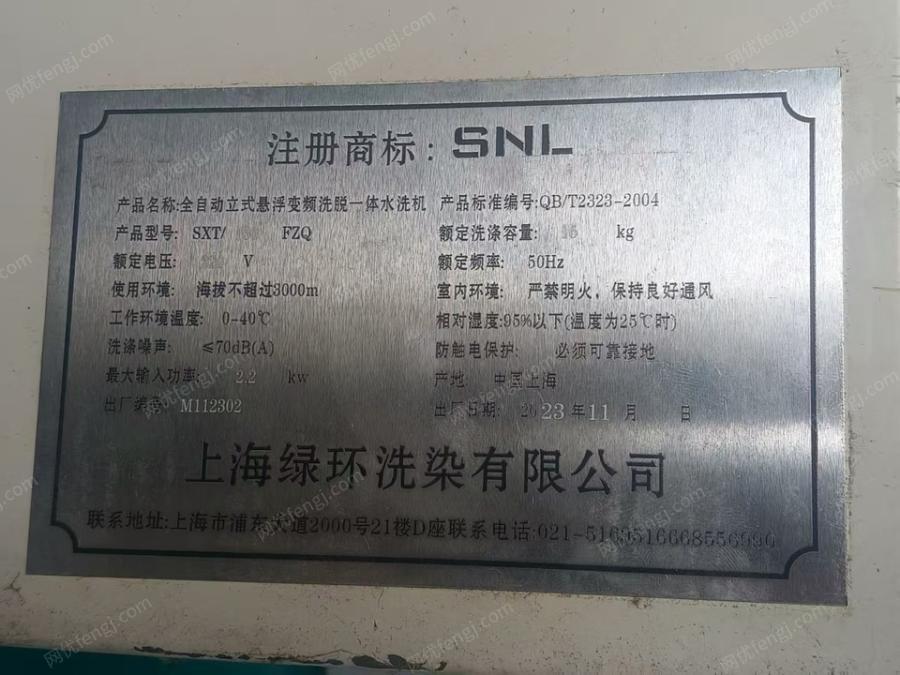 注册商标: SNL
产品名称:全自动立式悬浮变频洗脱一体水洗机 产品标准编号:QB/T2323-2004
产品型号: SXT/ FZQ 额定洗涤容量: 15 kg
额定电压: V 额定频率: 50Hz
使用环境: 海拔不超过3000m 室内环境: 严禁明火,保持良好通风
工作环境温度: 0-40℃ 相对湿度:95%以下(温度为25℃时)
洗涤噪声: ≤70dB(A) 防触电保护: 必须可靠接地
最大输入功率: 2.2 kw 产地: 中国上海
出厂编号: M112302 出厂日期: 2023年11月 日
上海绿环洗染有限公司
联系地址:上海市浦东大道2000号21楼D座联系电话:021-
网优fengj.com